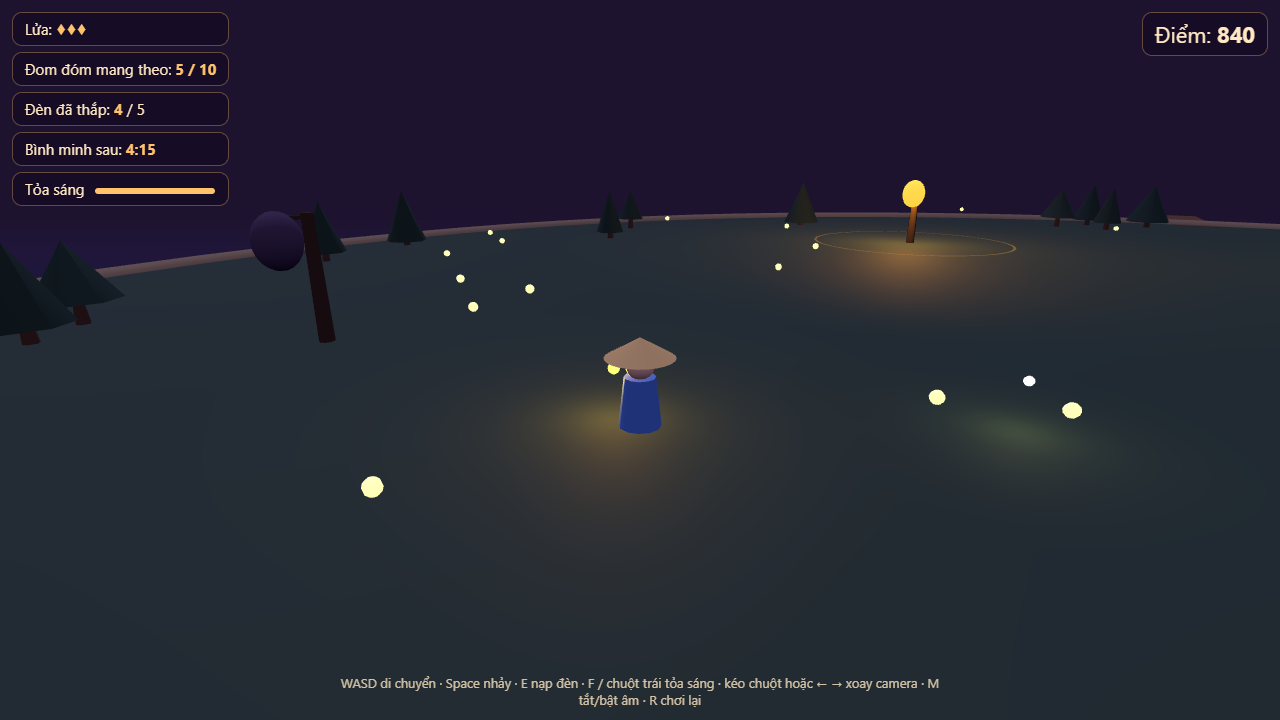 Lửa: ♦♦♦
Đom đóm mang theo: 5 / 10
Đèn đã thắp: 4 / 5
Bình minh sau: 4:15
Tỏa sáng
Điểm: 840
WASD di chuyển · Space nhảy · E nạp đèn · F / chuột trái tỏa sáng · kéo chuột hoặc ← → xoay camera · M
tắt/bật âm · R chơi lại